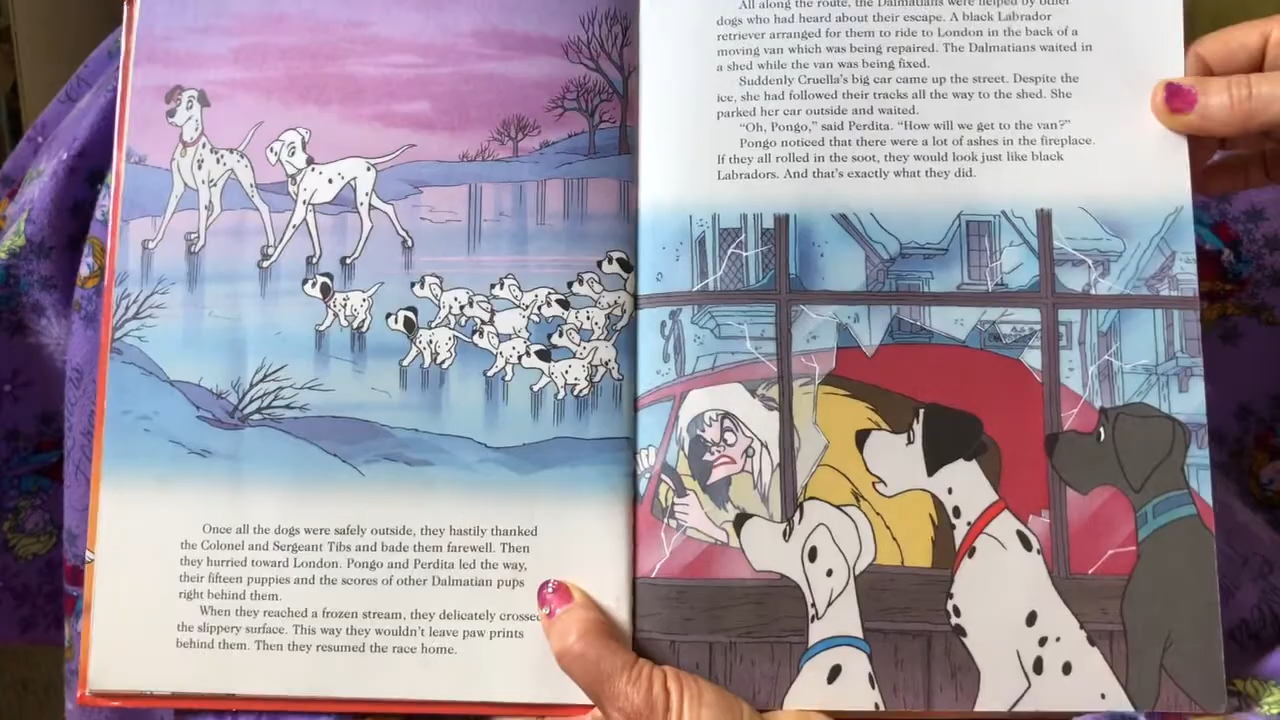 Once all the dogs were safely outside, they hastily thanked
the Colonel and Sergeant Tibs and bade them farewell. Then
they hurried toward London. Pongo and Perdita led the way,
their fifteen puppies and the scores of other Dalmatian pups
right behind them.
When they reached a frozen stream, they delicately crossed
the slippery surface. This way they wouldn't leave paw prints
behind them. Then they resumed the race home.
All along the route, the Dalmatians were helped by other
dogs who had heard about their escape. A black Labrador
retriever arranged for them to ride to London in the back of a
moving van which was being repaired. The Dalmatians waited in
a shed while the van was being fixed.
Suddenly Cruella's big car came up the street. Despite the
ice, she had followed their tracks all the way to the shed. She
parked her car outside and waited.
"Oh, Pongo," said Perdita. "How will we get to the van?"
Pongo noticed that there were a lot of ashes in the fireplace.
If they all rolled in the soot, they would look just like black
Labradors. And that's exactly what they did.